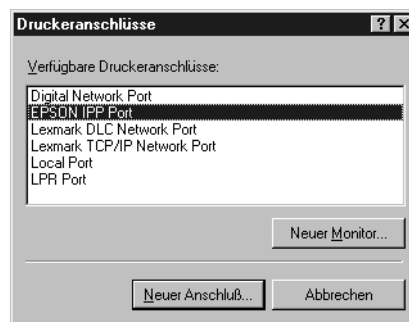 Druckeranschlüsse
Verfügbare Druckeranschlüsse:
Digital Network Port
EPSON IPP Port
Lexmark DLC Network Port
Lexmark TCP/IP Network Port
Local Port
LPR Port
Neuer Monitor...
Neuer Anschluß...
Abbrechen